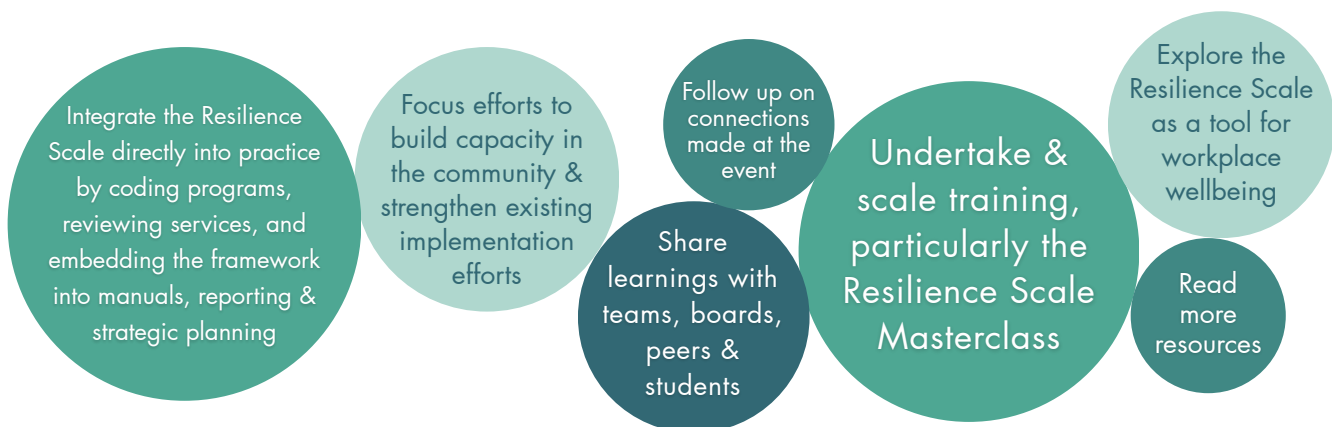 Integrate the Resilience
Scale directly into practice
by coding programs,
reviewing services, and
embedding the framework
into manuals, reporting &
strategic planning
Focus efforts to
build capacity in
the community &
strengthen existing
implementation
efforts
Follow up on
connections
made at the
event
Share
learnings with
teams, boards,
peers &
students
Undertake &
scale training,
particularly the
Resilience Scale
Masterclass
Explore the
Resilience Scale
as a tool for
workplace
wellbeing
Read
more
resources